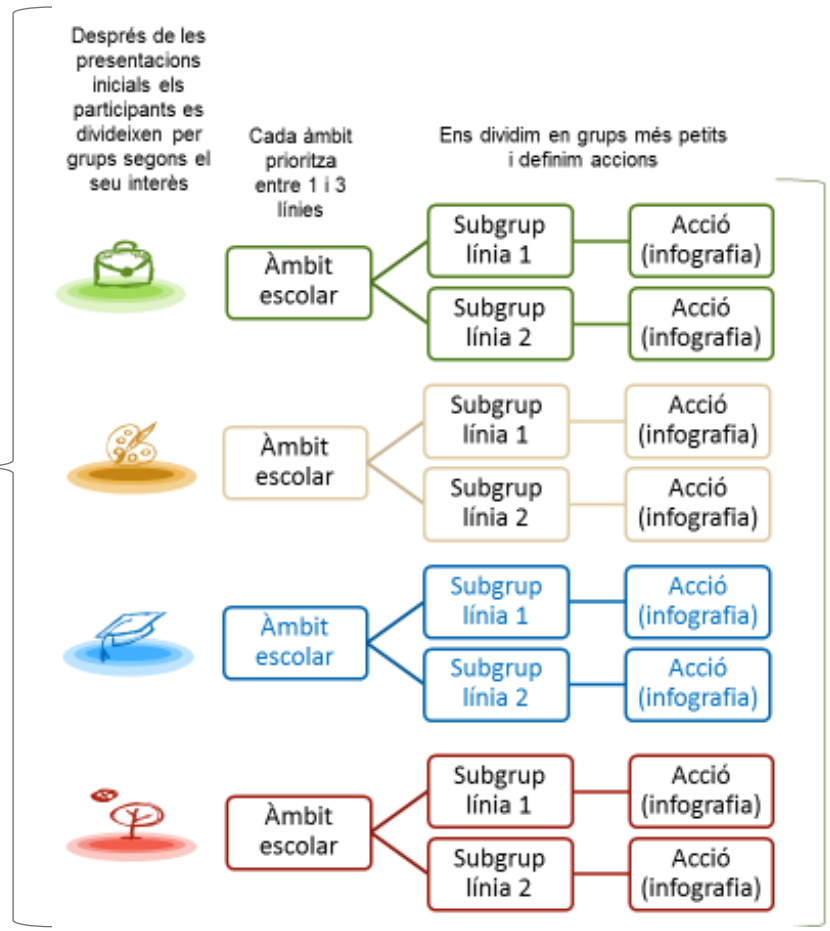 Després de les
presentacions
inicials els
participants es
divideixen per
grups segons el
seu interès
Cada àmbit
prioritza
entre 1 i 3
línies
Ens dividim en grups més petits
i definim accions
Àmbit
escolar
Subgrup
línia 1
Acció
(infografia)
Subgrup
línia 2
Acció
(infografia)
Àmbit
escolar
Subgrup
línia 1
Acció
(infografia)
Subgrup
línia 2
Acció
(infografia)
Àmbit
escolar
Subgrup
línia 1
Acció
(infografia)
Subgrup
línia 2
Acció
(infografia)
Àmbit
escolar
Subgrup
línia 1
Acció
(infografia)
Subgrup
línia 2
Acció
(infografia)